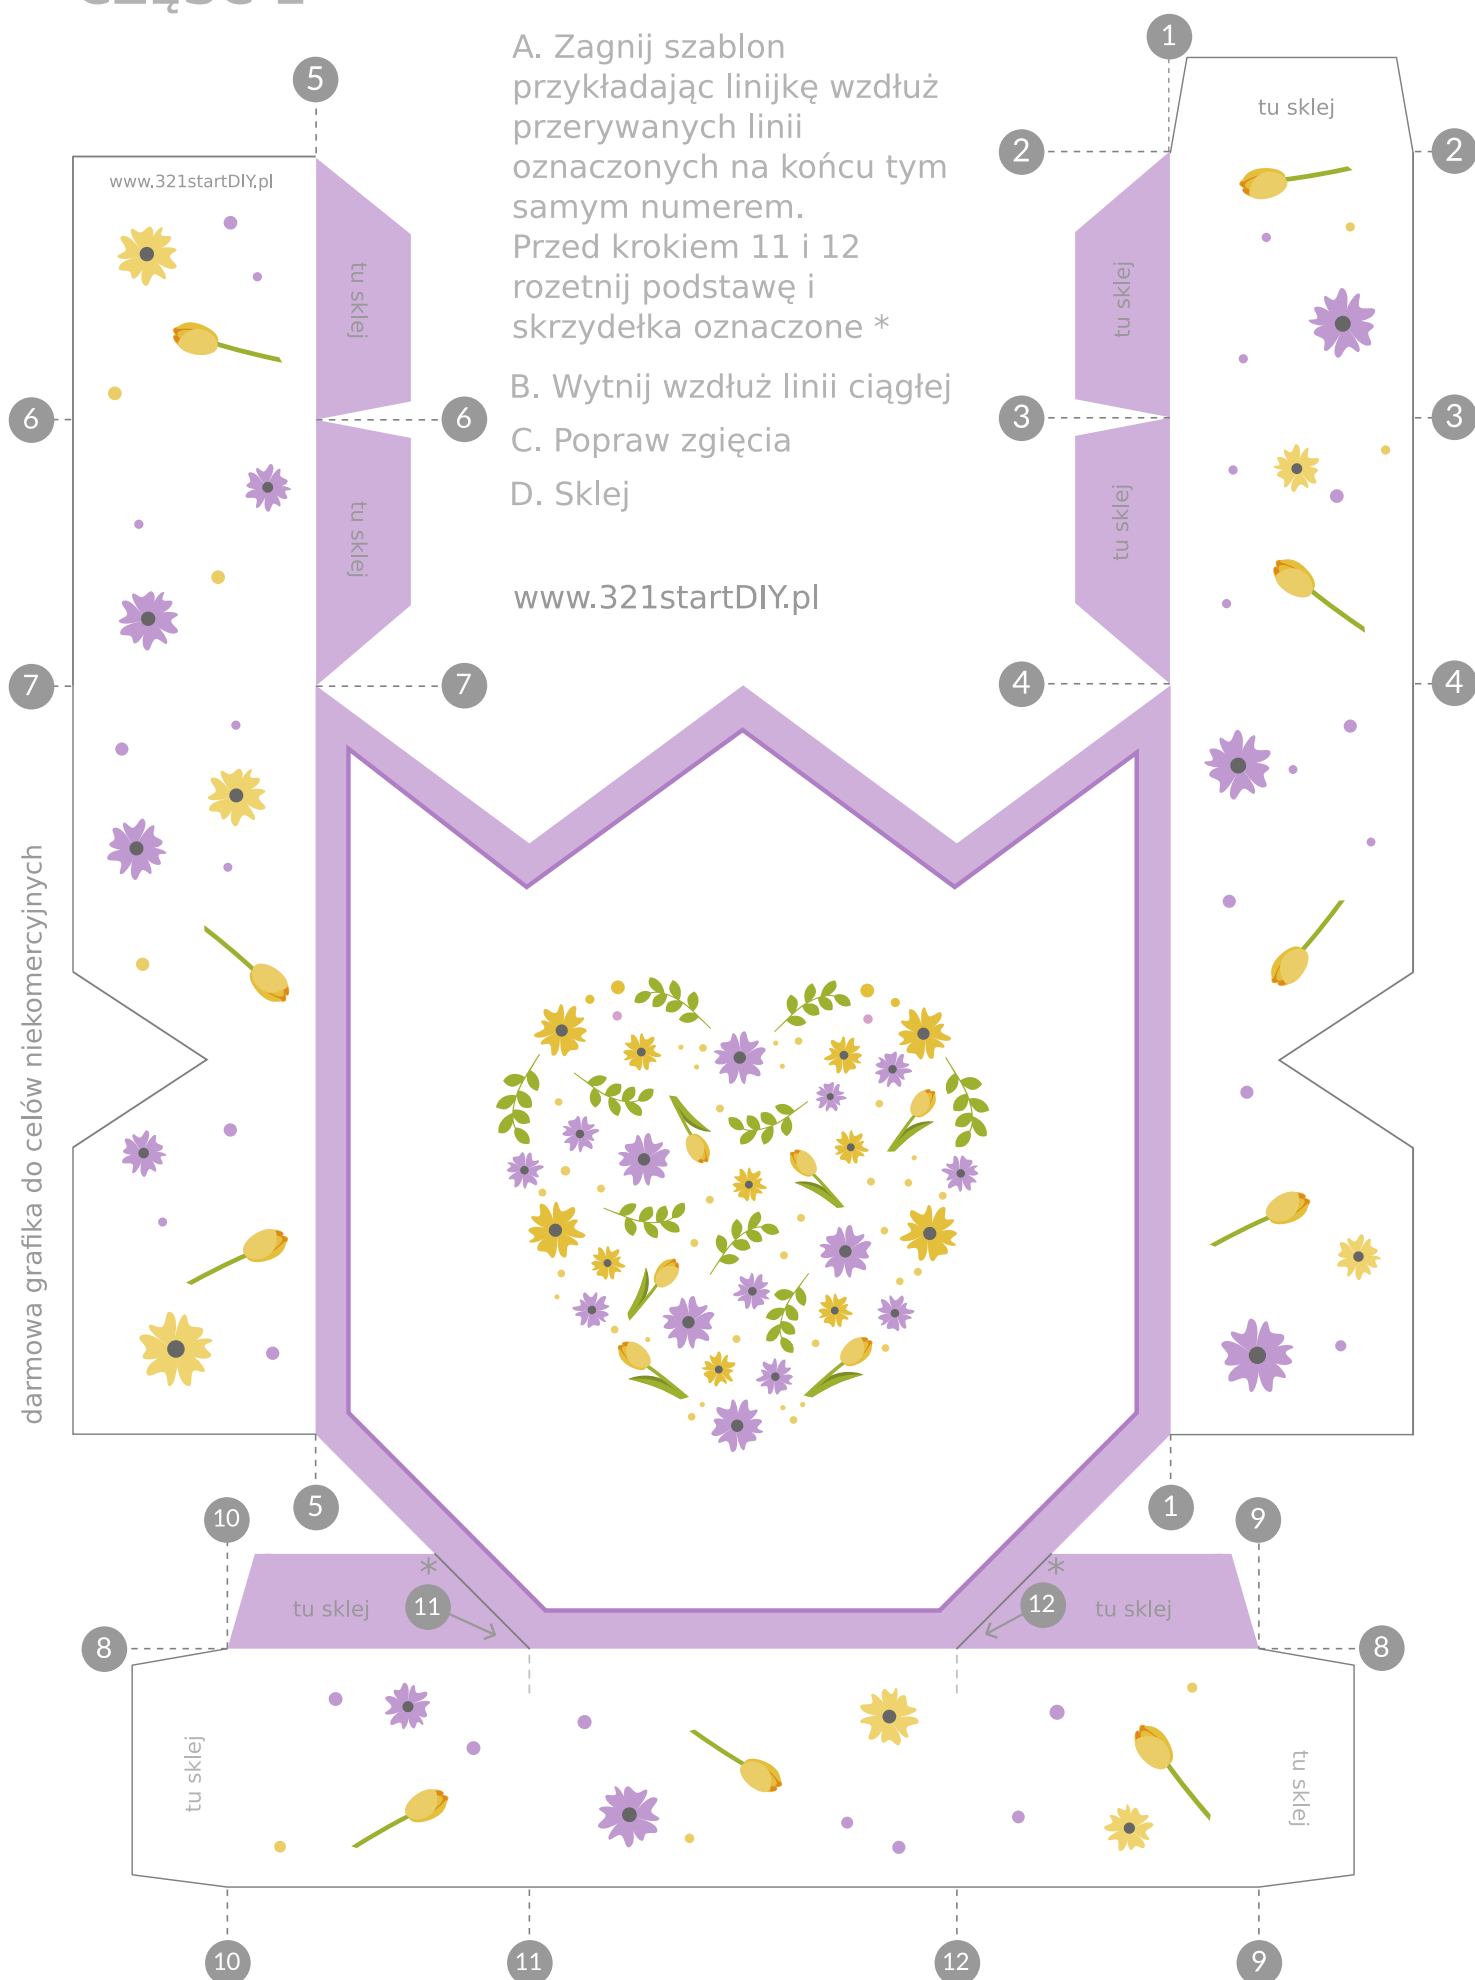 5
A. Zagnij szablon
przykładając linijkę wzdłuż
przerywanych linii
oznaczonych na końcu tym
samym numerem.
Przed krokiem 11 i 12
rozetnij podstawę i
skrzydełka oznaczone *
B. Wytnij wzdłuż linii ciągłej
C. Popraw zgięcia
D. Sklej
www.321startDIY.pl
1
tu sklej
2
2
www.321startDIY.pl
tu sklej
tu sklej
6
6
3
3
tu sklej
tu sklej
7
7
4
4
darmowa grafika do celów niekomercyjnych
5
1
10
9
*
*
tu sklej
11
12
tu sklej
8
8
tu sklej
tu sklej
10
11
12
9